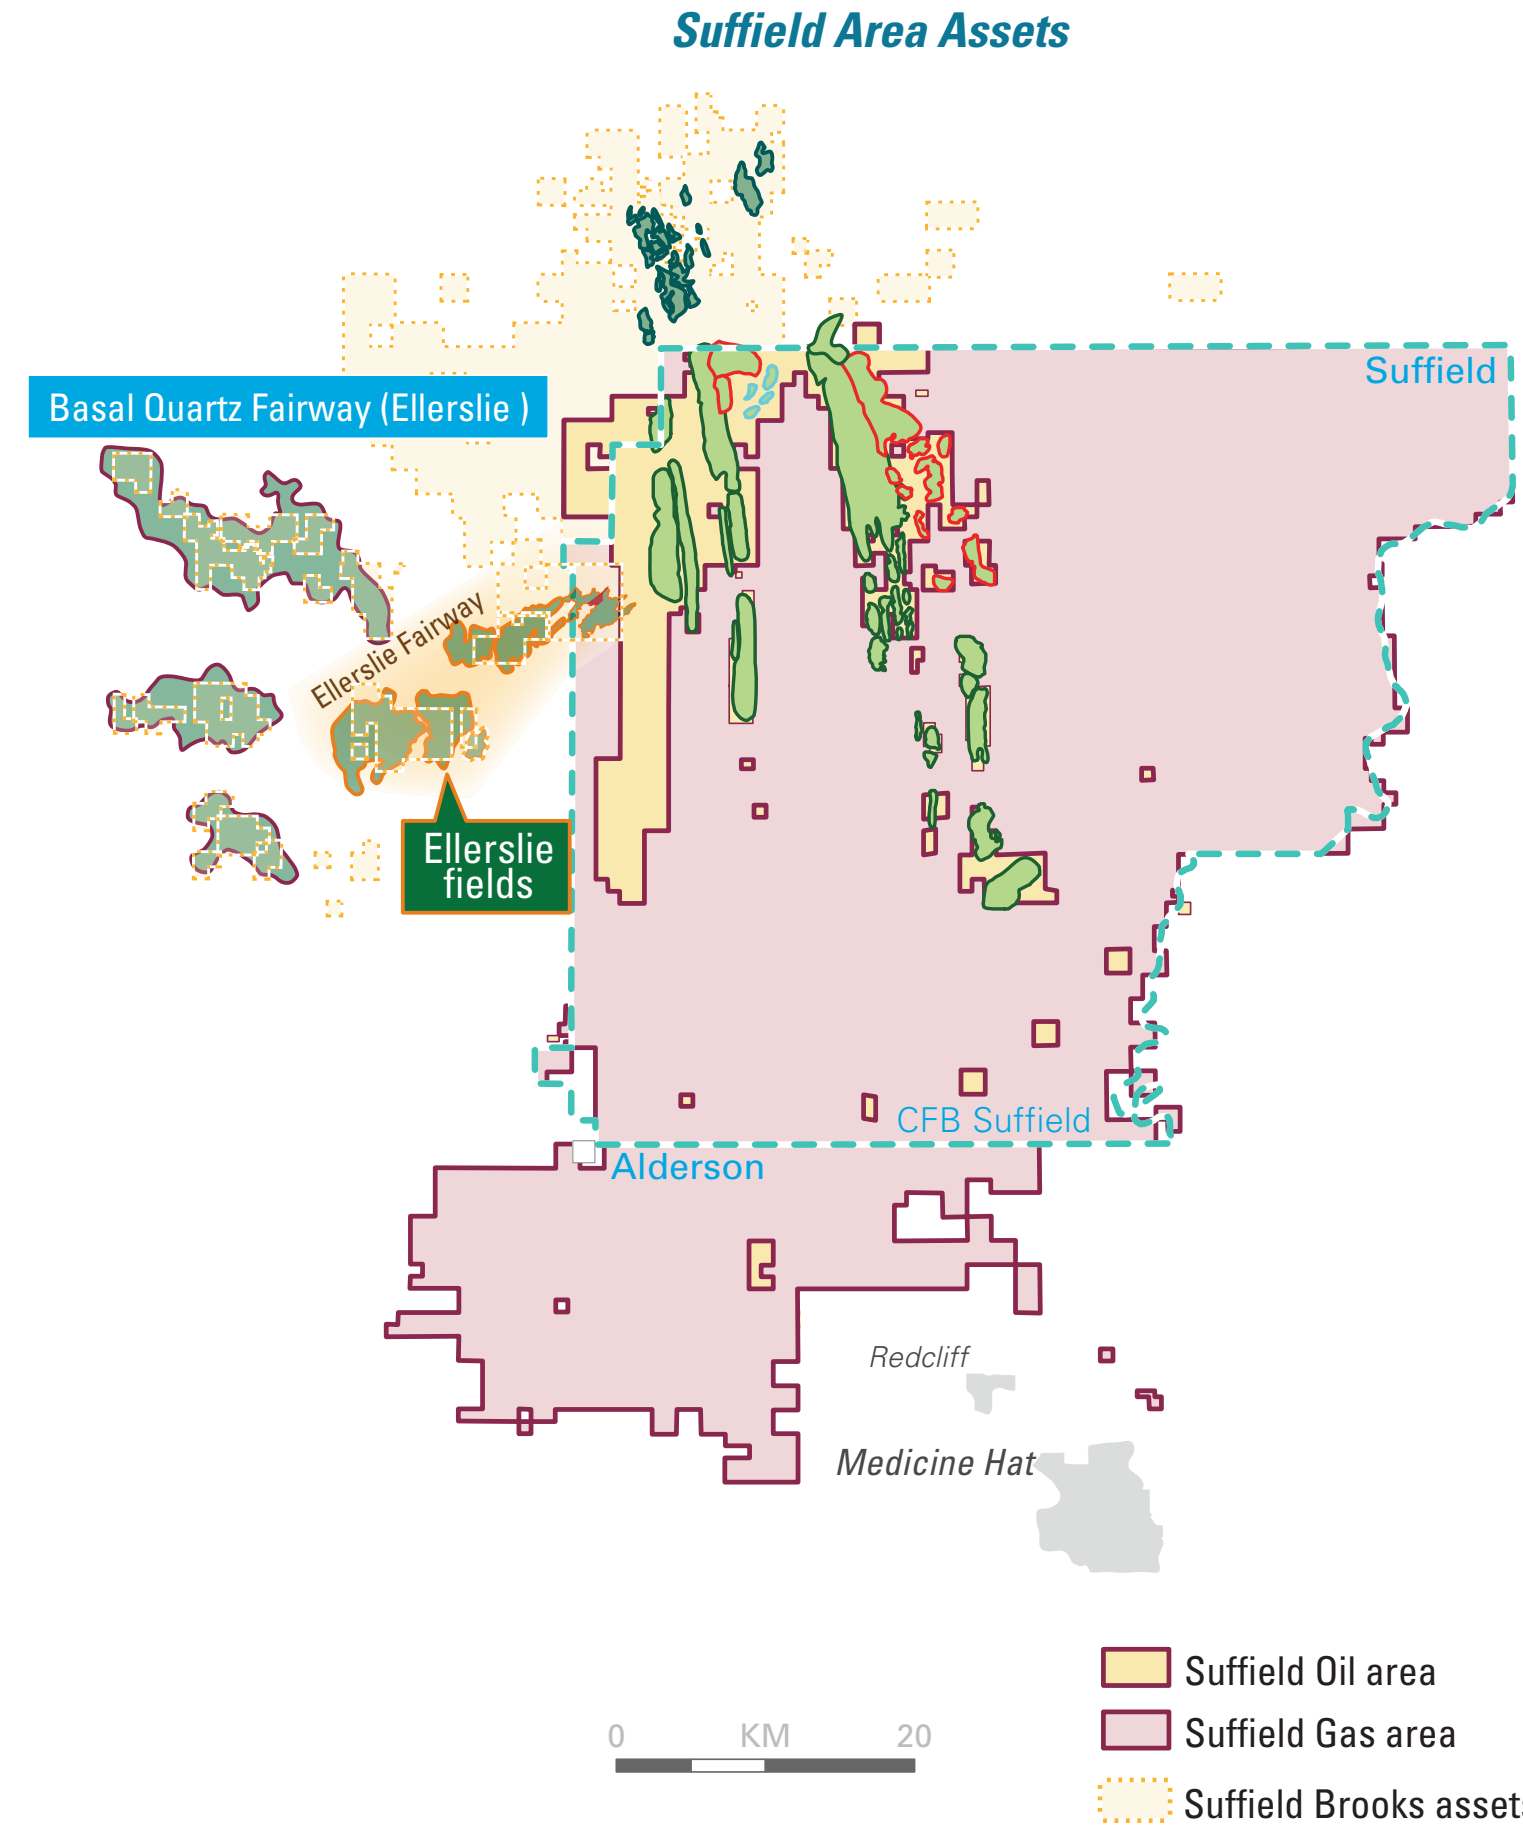 Suffield Area Assets
Suffield
Basal Quartz Fairway (Ellerslie )
Ellerslie Fairway
Ellerslie
fields
CFB Suffield
Alderson
Redcliff
Medicine Hat
Suffield Oil area
0 KM 20
Suffield Gas area
Suffield Brooks assets